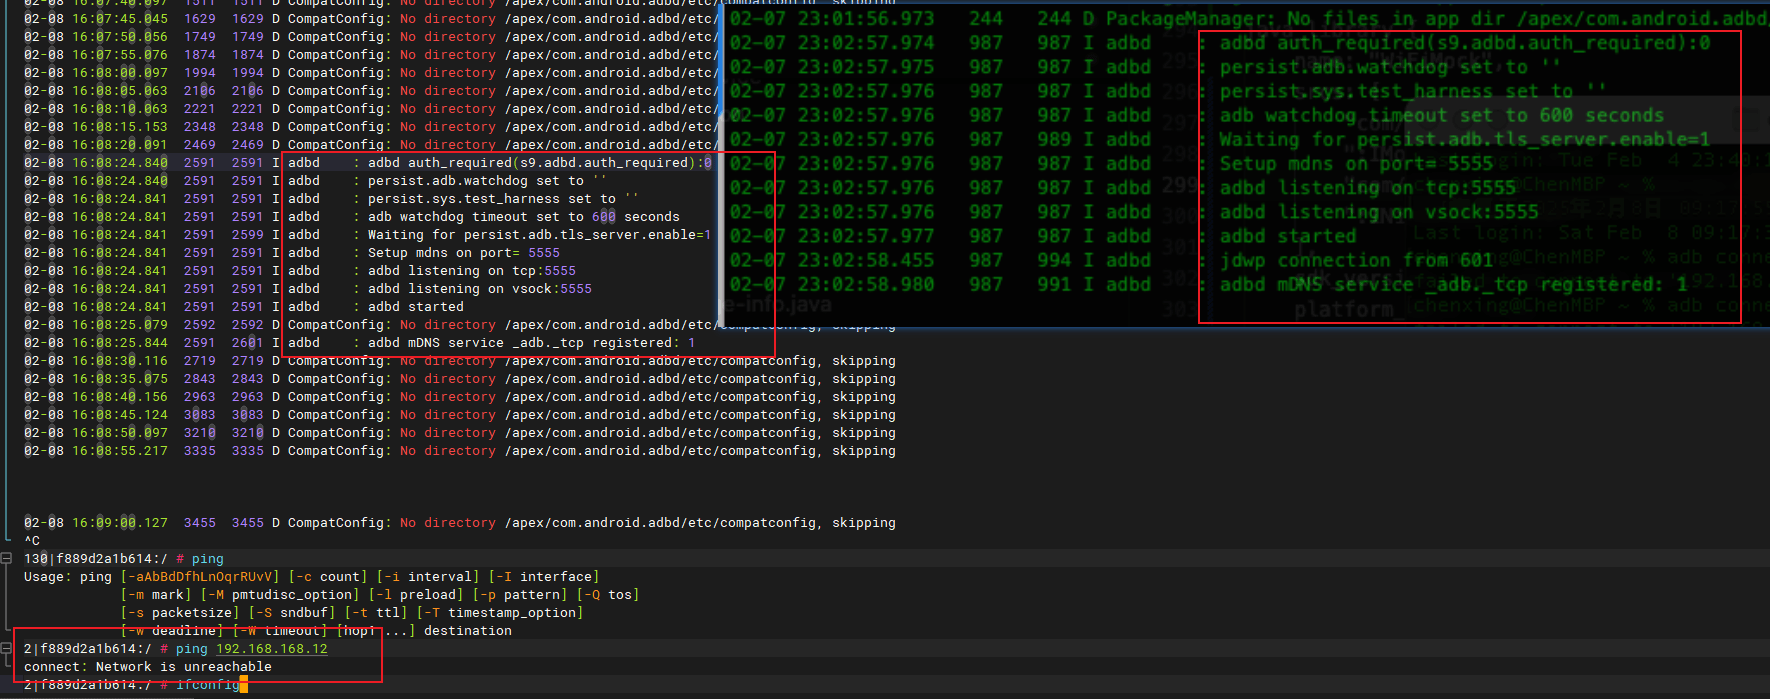 02-08 16:07:40.097 1511 1511 D CompatConfig: No directory /apex/com.android.adbd/etc/compatconfig, skipping
02-08 16:07:45.045 1629 1629 D CompatConfig: No directory /apex/com.android.adbd/etc/
02-08 16:07:50.056 1749 1749 D CompatConfig: No directory /apex/com.android.adbd/etc/
02-08 16:07:55.076 1874 1874 D CompatConfig: No directory /apex/com.android.adbd/etc/
02-08 16:08:00.097 1994 1994 D CompatConfig: No directory /apex/com.android.adbd/etc/
02-08 16:08:05.063 2106 2106 D CompatConfig: No directory /apex/com.android.adbd/etc/
02-08 16:08:10.063 2221 2221 D CompatConfig: No directory /apex/com.android.adbd/etc/
02-08 16:08:15.153 2348 2348 D CompatConfig: No directory /apex/com.android.adbd/etc/
02-08 16:08:20.091 2469 2469 D CompatConfig: No directory /apex/com.android.adbd/etc/
02-08 16:08:24.840 2591 2591 I adbd : adbd auth_required(s9.adbd.auth_required):0
02-08 16:08:24.840 2591 2591 I adbd : persist.adb.watchdog set to ''
02-08 16:08:24.841 2591 2591 I adbd : persist.sys.test_harness set to ''
02-08 16:08:24.841 2591 2591 I adbd : adb watchdog timeout set to 600 seconds
02-08 16:08:24.841 2591 2599 I adbd : Waiting for persist.adb.tls_server.enable=1
02-08 16:08:24.841 2591 2591 I adbd : Setup mdns on port= 5555
02-08 16:08:24.841 2591 2591 I adbd : adbd listening on tcp:5555
02-08 16:08:24.841 2591 2591 I adbd : adbd listening on vsock:5555
02-08 16:08:24.841 2591 2591 I adbd : adbd started
02-08 16:08:25.079 2592 2592 D CompatConfig: No directory /apex/com.android.adbd/etc/compatconfig, skipping
02-08 16:08:25.844 2591 2601 I adbd : adbd mDNS service _adb._tcp registered: 1
02-08 16:08:30.116 2719 2719 D CompatConfig: No directory /apex/com.android.adbd/etc/compatconfig, skipping
02-08 16:08:35.075 2843 2843 D CompatConfig: No directory /apex/com.android.adbd/etc/compatconfig, skipping
02-08 16:08:40.156 2963 2963 D CompatConfig: No directory /apex/com.android.adbd/etc/compatconfig, skipping
02-08 16:08:45.124 3083 3083 D CompatConfig: No directory /apex/com.android.adbd/etc/compatconfig, skipping
02-08 16:08:50.097 3210 3210 D CompatConfig: No directory /apex/com.android.adbd/etc/compatconfig, skipping
02-08 16:08:55.217 3335 3335 D CompatConfig: No directory /apex/com.android.adbd/etc/compatconfig, skipping
02-08 16:09:00.127 3455 3455 D CompatConfig: No directory /apex/com.android.adbd/etc/compatconfig, skipping
^C
130|f889d2a1b614:/ # ping
Usage: ping [-aAbBdDfhLnOqrRUvV] [-c count] [-i interval] [-I interface]
[-m mark] [-M pmtudisc_option] [-l preload] [-p pattern] [-Q tos]
[-s packetsize] [-S sndbuf] [-t ttl] [-T timestamp_option]
[-w deadline] [-W timeout] [hop1 ...] destination
2|f889d2a1b614:/ # ping 192.168.168.12
connect: Network is unreachable
2|f889d2a1b614:/ # ifconfig
02-07 23:01:56.973 244 244 D PackageManager: No files in app dir /apex/com.android.adbd/
02-07 23:02:57.974 987 987 I adbd : adbd auth_required(s9.adbd.auth_required):0
02-07 23:02:57.975 987 987 I adbd : persist.adb.watchdog set to ''
02-07 23:02:57.976 987 987 I adbd : persist.sys.test_harness set to ''
02-07 23:02:57.976 987 987 I adbd : adb watchdog timeout set to 600 seconds
02-07 23:02:57.976 987 989 I adbd : Waiting for persist.adb.tls_server.enable=1
02-07 23:02:57.976 987 987 I adbd : Setup mdns on port= 5555
02-07 23:02:57.976 987 987 I adbd : adbd listening on tcp:5555
02-07 23:02:57.976 987 987 I adbd : adbd listening on vsock:5555
02-07 23:02:57.977 987 987 I adbd : adbd started
02-07 23:02:58.455 987 994 I adbd : jdwp connection from 601
02-07 23:02:58.980 987 991 I adbd : adbd mDNS service _adb._tcp registered: 1
e-info.java
platform_